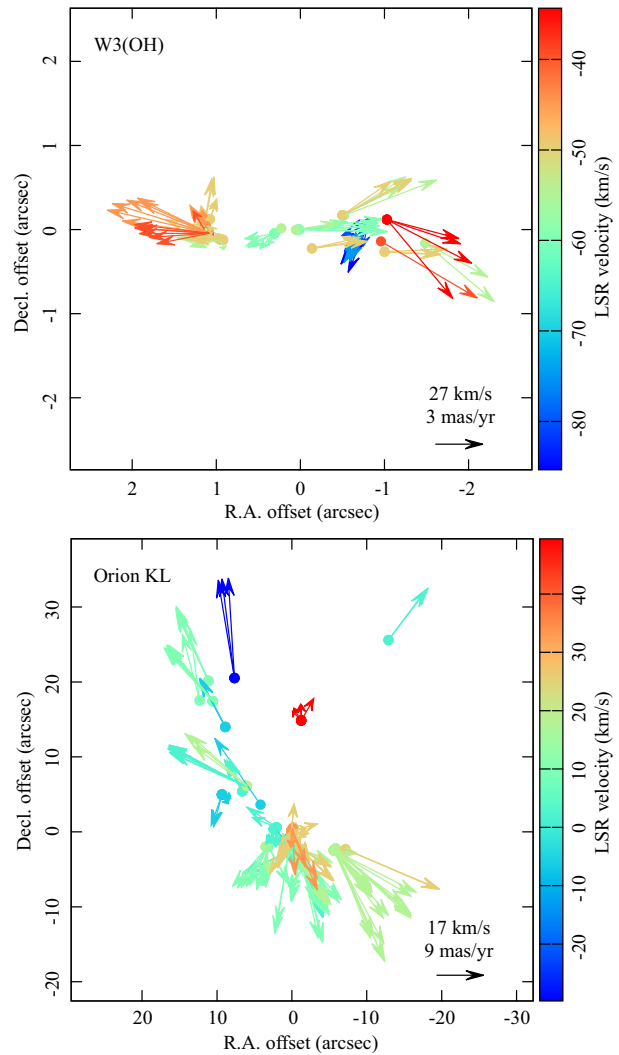 W3(OH)
2
1
0
-1
-2
Decl. offset (arcsec)
27 km/s
3 mas/yr
2 1 0 -1 -2
R.A. offset (arcsec)
-40
-50
-60
-70
-80
LSR velocity (km/s)
Orion KL
30
20
10
0
-10
-20
Decl. offset (arcsec)
17 km/s
9 mas/yr
20 10 0 -10 -20 -30
R.A. offset (arcsec)
40
30
20
10
0
-10
-20
LSR velocity (km/s)